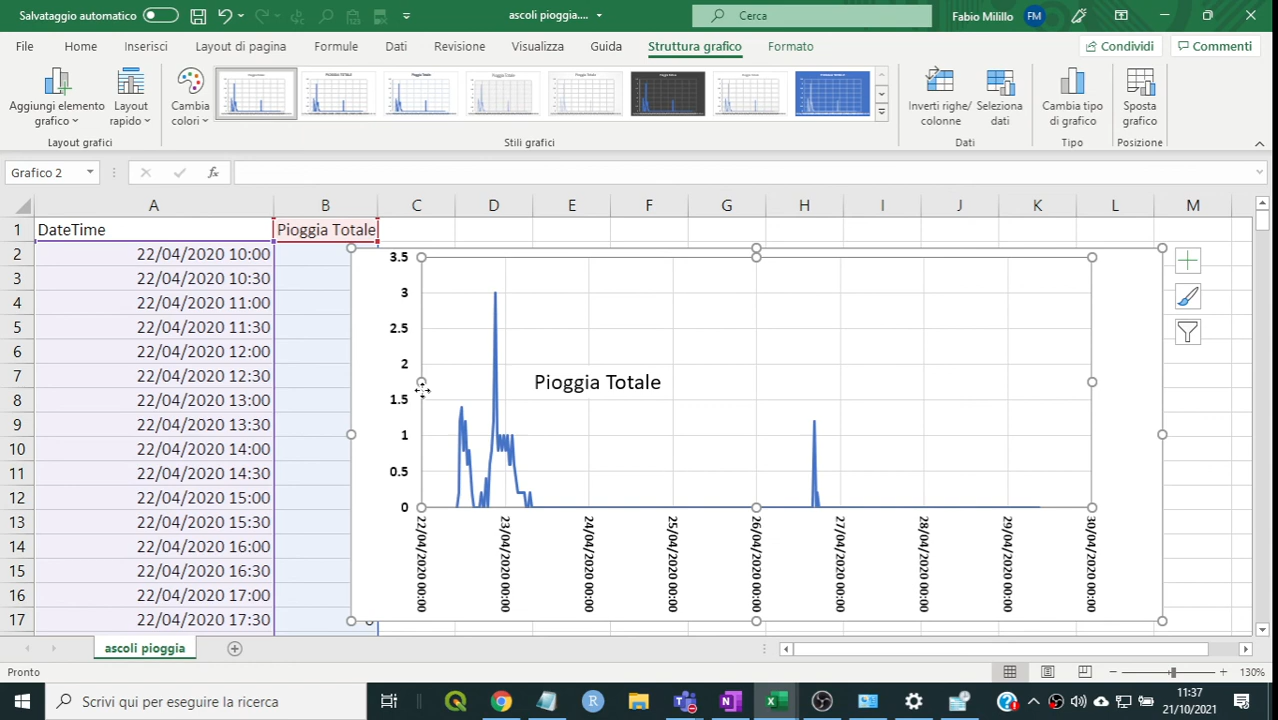 Salvataggio automatico
ascoli pioggia....
Cerca
Fabio Milillo
FM
File
Home
Inserisci
Layout di pagina
Formule
Dati
Revisione
Visualizza
Guida
Struttura grafico
Formato
Condividi
Commenti
Aggiungi elemento
grafico
Layout
rapido
Cambia
colori
Inverti righe/
colonne
Seleziona
dati
Cambia tipo
di grafico
Sposta
grafico
Layout grafici
Stili grafici
Dati
Tipo
Posizione
Grafico 2
fx
A B C D E F G H I J K L M
1 DateTime Pioggia Totale
2 22/04/2020 10:00
3 22/04/2020 10:30
4 22/04/2020 11:00
5 22/04/2020 11:30
6 22/04/2020 12:00
7 22/04/2020 12:30
8 22/04/2020 13:00
9 22/04/2020 13:30
10 22/04/2020 14:00
11 22/04/2020 14:30
12 22/04/2020 15:00
13 22/04/2020 15:30
14 22/04/2020 16:00
15 22/04/2020 16:30
16 22/04/2020 17:00
17 22/04/2020 17:30
3.5
3
2.5
2
1.5
1
0.5
0
Pioggia Totale
22/04/2020 00:00
23/04/2020 00:00
24/04/2020 00:00
25/04/2020 00:00
26/04/2020 00:00
27/04/2020 00:00
28/04/2020 00:00
29/04/2020 00:00
30/04/2020 00:00
ascoli pioggia
Pronto
130%
Scrivi qui per eseguire la ricerca
11:37
21/10/2021